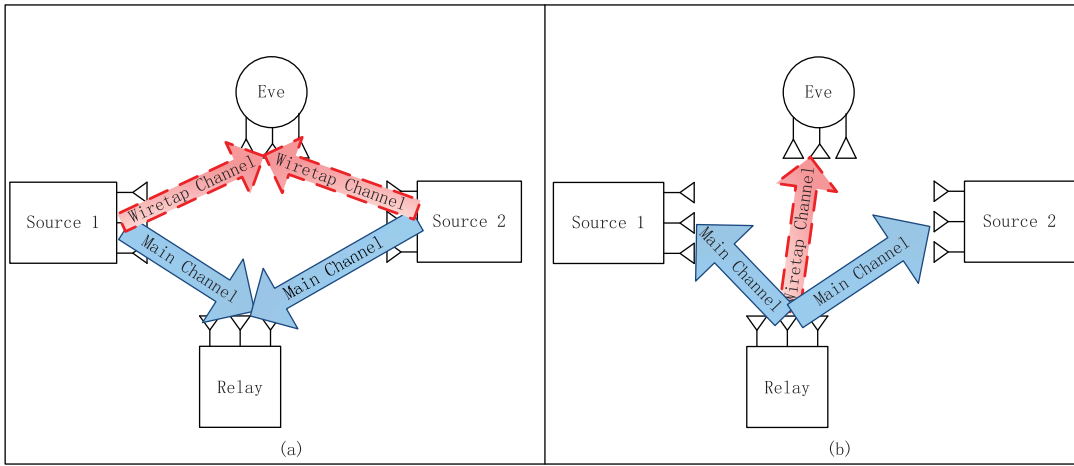 Eve
Wiretap Channel
Wiretap Channel
Source 1
Source 2
Main Channel
Main Channel
Relay
(a)
Eve
Source 1
Source 2
Wiretap Channel
Main Channel
Main Channel
Relay
(b)